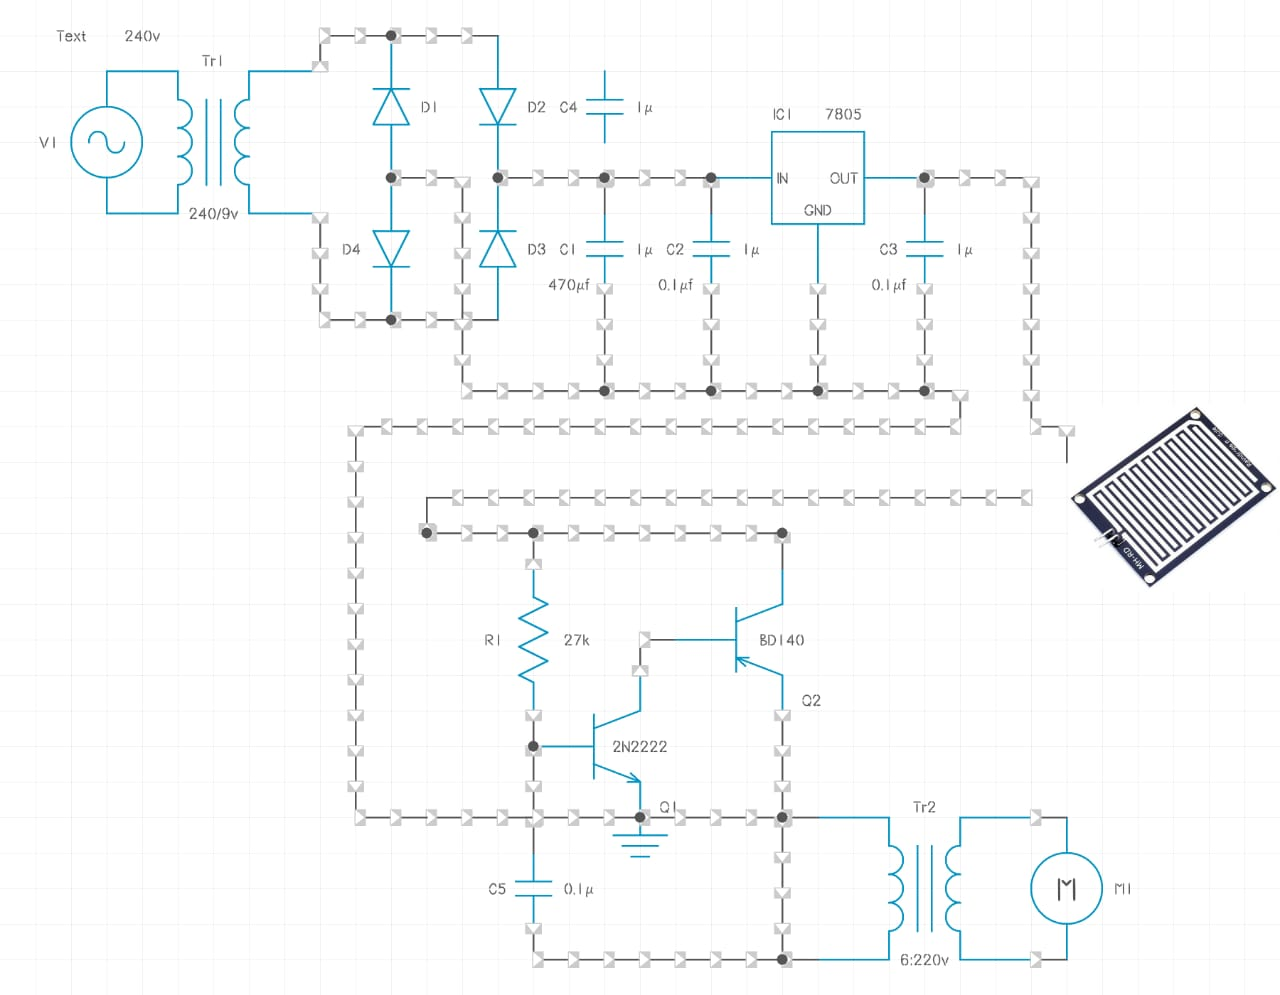 Text 240v
Tr1
V1
240/9v
D1
D2
C4 1µ
IC1 7805
IN OUT
GND
D4
D3
C1 1µ
470µf
C2 1µ
0.1µf
C3 1µ
0.1µf
MH-RD
R1 27k
BD140
Q2
2N2222
Q1
Tr2
C5 0.1µ
6:220v
M
M1